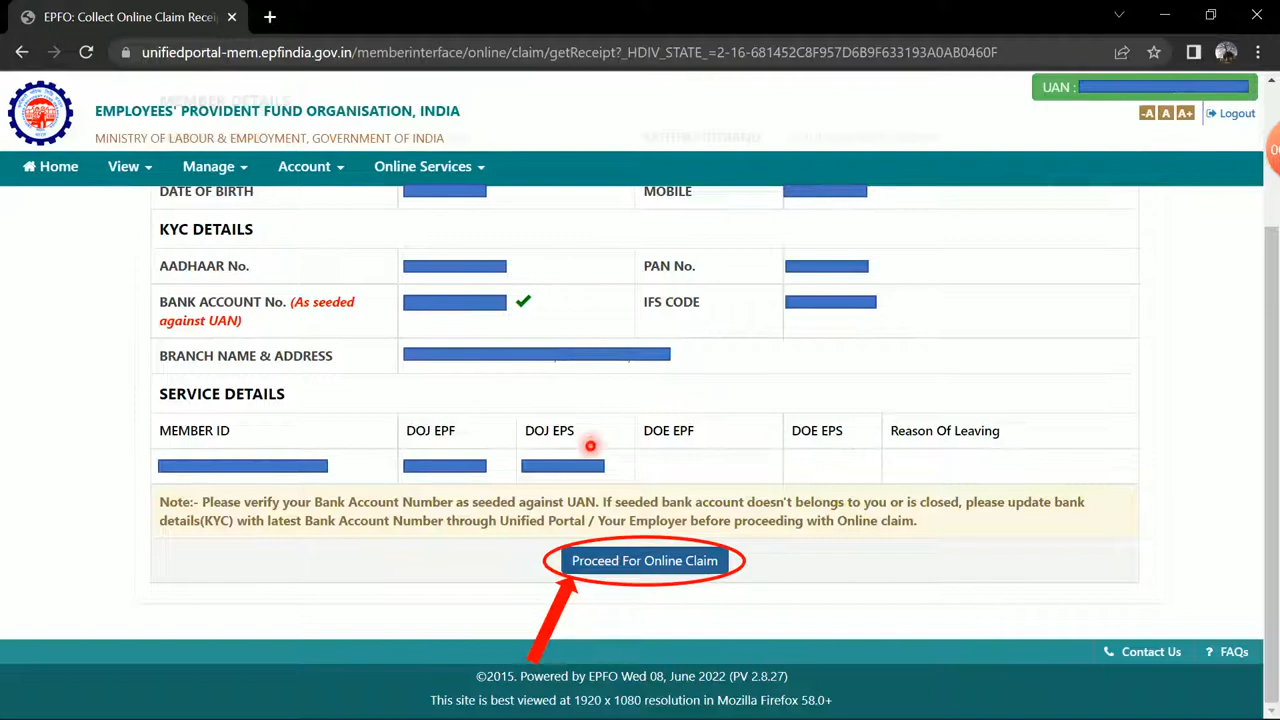 EPFO: Collect Online Claim Recei
unifiedportal-mem.epfindia.gov.in/memberinterface/online/claim/getReceipt?_HDIV_STATE_=2-16-681452C8F957D6B9F633193A0AB0460F
UAN :
MEMBER DETAILS
EMPLOYEES' PROVIDENT FUND ORGANISATION, INDIA
-A A A+ Logout
MINISTRY OF LABOUR & EMPLOYMENT, GOVERNMENT OF INDIA
Home View Manage Account Online Services
DATE OF BIRTH MOBILE
KYC DETAILS
AADHAAR No. PAN No.
BANK ACCOUNT No. (As seeded IFS CODE
against UAN)
BRANCH NAME & ADDRESS
SERVICE DETAILS
MEMBER ID DOJ EPF DOJ EPS DOE EPF DOE EPS Reason Of Leaving
Note:- Please verify your Bank Account Number as seeded against UAN. If seeded bank account doesn't belongs to you or is closed, please update bank
details(KYC) with latest Bank Account Number through Unified Portal / Your Employer before proceeding with Online claim.
Proceed For Online Claim
Contact Us ? FAQs
©2015. Powered by EPFO Wed 08, June 2022 (PV 2.8.27)
This site is best viewed at 1920 x 1080 resolution in Mozilla Firefox 58.0+